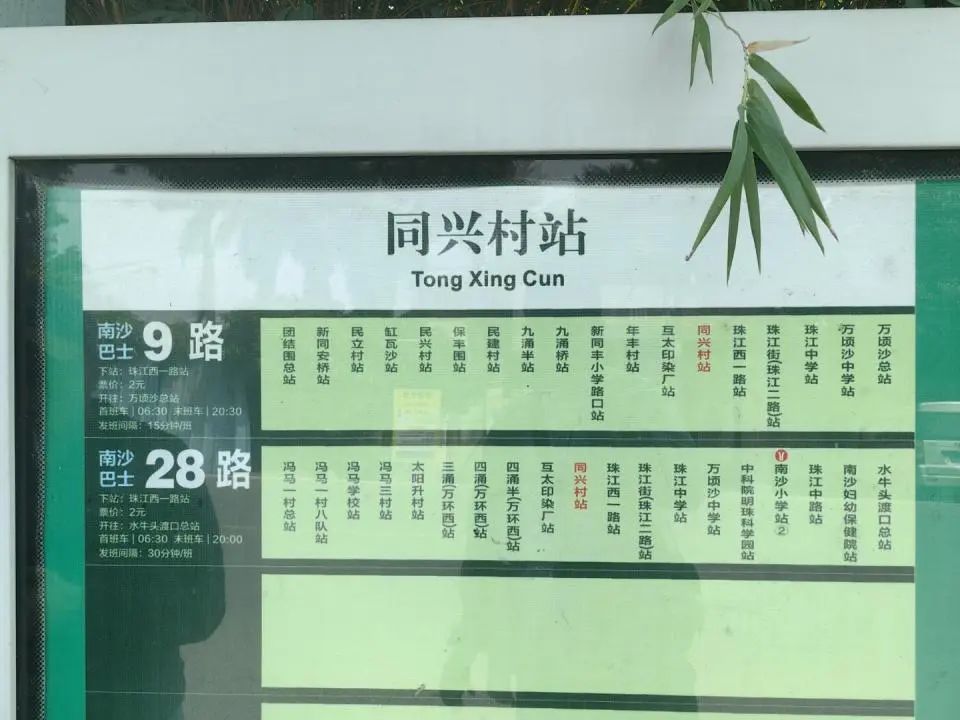 同兴村站
Tong Xing Cun
南沙巴士 9 路
下站：珠江西一路站
票价：2元
开往：万顷沙总站
首班车 | 06:30 末班车 | 20:30
发班间隔：15分钟/班
团结围总站
新同安桥站
民立村站
缸瓦沙站
民兴村站
保丰围站
民建村站
九涌半站
九涌桥站
新同丰小学路口站
年丰村站
互太印染厂站
同兴村站
珠江西一路站
珠江街(珠江二路)站
珠江中学站
万顷沙中学站
万顷沙总站
南沙巴士 28 路
下站：珠江西一路站
票价：2元
开往：水牛头渡口总站
首班车 | 06:30 末班车 | 20:00
发班间隔：30分钟/班
冯马一村总站
冯马一村八队站
冯马学校站
冯马三村站
太阳升村站
三涌(万环西)站
四涌(万环西)站
四涌半(万环西)站
互太印染厂站
同兴村站
珠江西一路站
珠江街(珠江二路)站
珠江中学站
万顷沙中学站
中科院明珠科学园站
南沙小学站②
珠江中路站
南沙妇幼保健院站
水牛头渡口总站